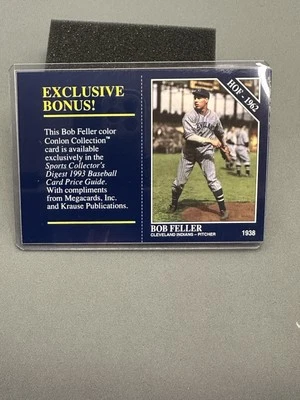 EXCLUSIVE
BONUS!
This Bob Feller color
Conlon Collection™
card is available
exclusively in the
Sports Collector's
Digest 1993 Baseball
Card Price Guide.
With compliments
from Megacards, Inc.
and Krause Publications.
HOF - 1962
BOB FELLER
CLEVELAND INDIANS - PITCHER
1938